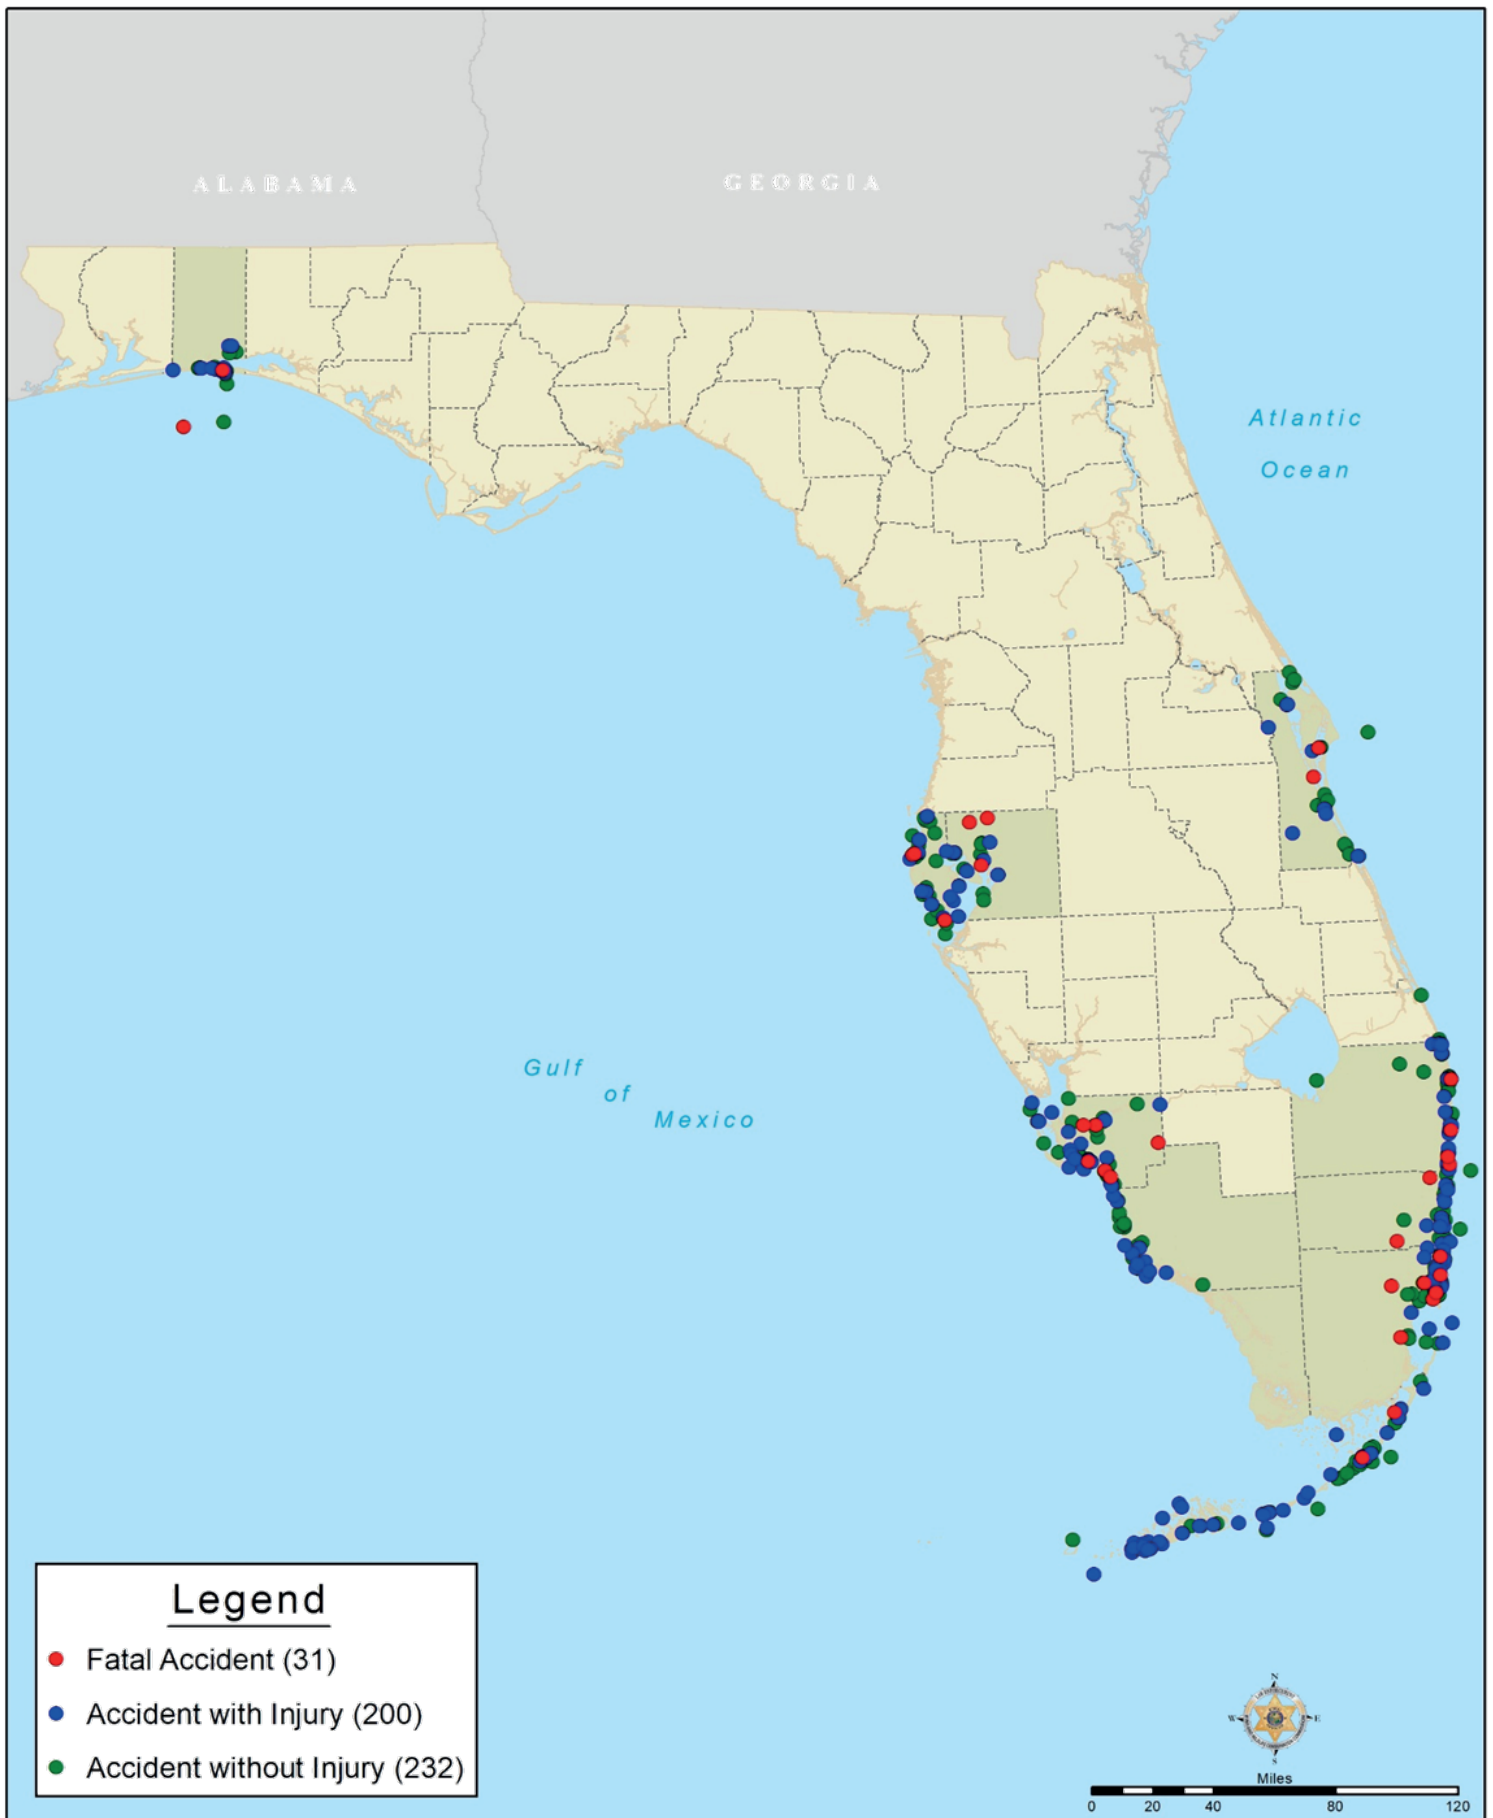 ALABAMA
GEORGIA
Atlantic
Ocean
Gulf
of
Mexico
Legend
Fatal Accident (31)
Accident with Injury (200)
Accident without Injury (232)
N
W
E
S
Miles
0 20 40 80 120